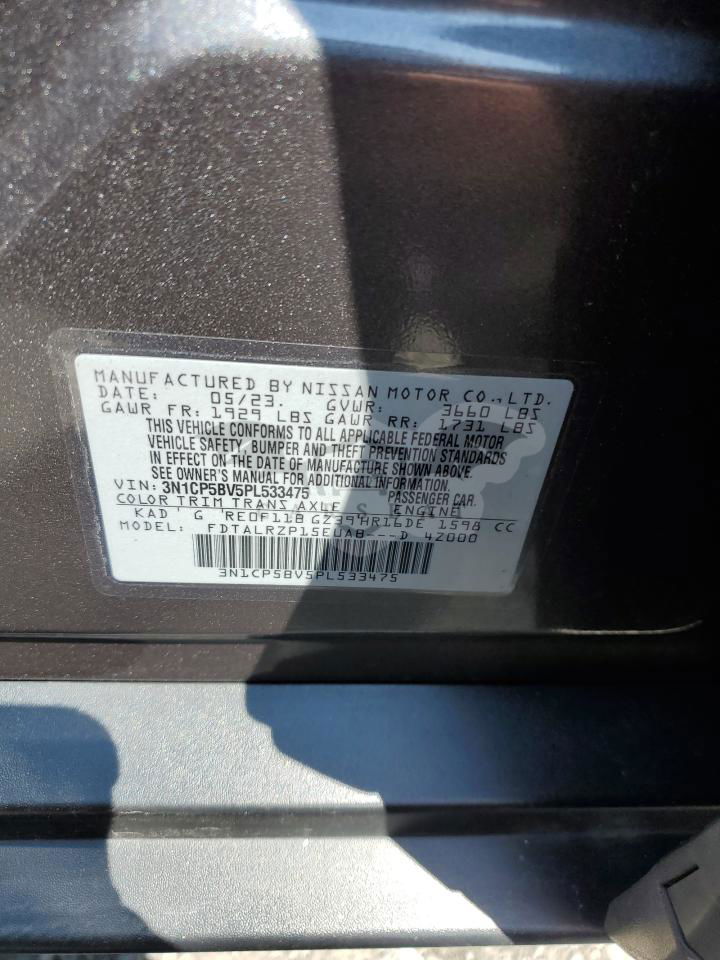 MANUFACTURED BY NISSAN MOTOR CO., LTD.
DATE: 05/23. GVWR: 3660 LBS
GAWR FR: 1929 LBS GAWR RR: 1731 LBS
THIS VEHICLE CONFORMS TO ALL APPLICABLE FEDERAL MOTOR
VEHICLE SAFETY, BUMPER AND THEFT PREVENTION STANDARDS
IN EFFECT ON THE DATE OF MANUFACTURE SHOWN ABOVE.
SEE OWNER'S MANUAL FOR ADDITIONAL INFORMATION.
VIN: 3N1CP5BV5PL533475 PASSENGER CAR.
COLOR TRIM TRANS AXLE ENGINE
KAD G RE0F11B GZ39 HR16DE 1598 CC
MODEL: FDTALRZP15EUAB---D 42000
3N1CP5BV5PL533475